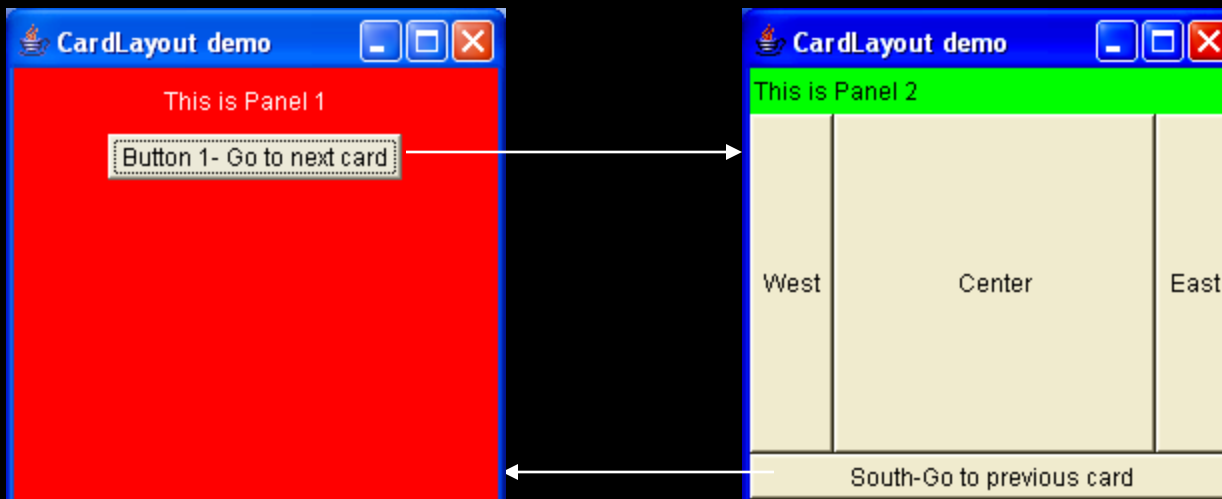 CardLayout demo
This is Panel 1
Button 1- Go to next card
CardLayout demo
This is Panel 2
West
Center
East
South-Go to previous card